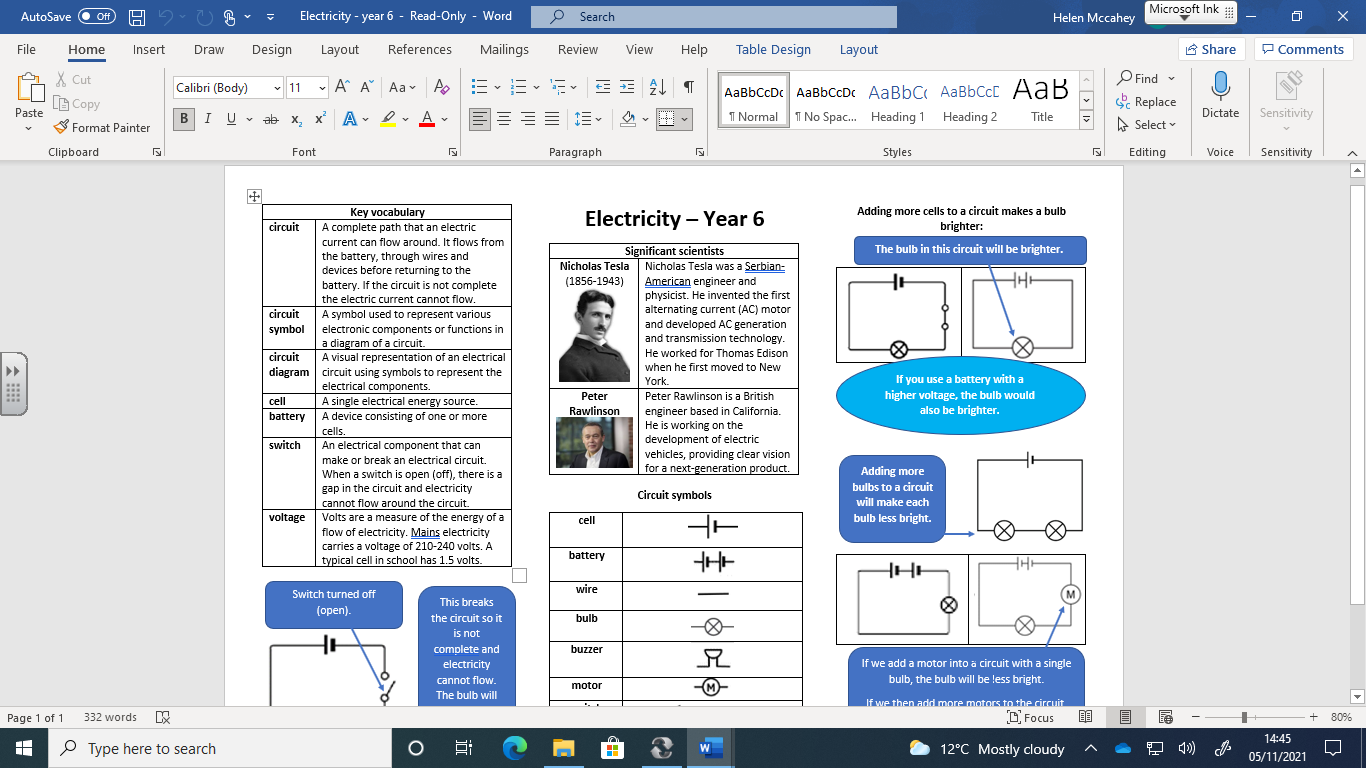 AutoSave Off Electricity - year 6 - Read-Only - Word Search Helen Mccahey Microsoft Ink
File Home Insert Draw Design Layout References Mailings Review View Help Table Design Layout Share Comments
Paste
Cut
Copy
Format Painter
Clipboard
Calibri (Body) 11
Font
Paragraph
AaBbCcDc AaBbCcDc AaBbCc AaBbCcD AaB
¶ Normal ¶ No Spac... Heading 1 Heading 2 Title
Styles
Find
Replace
Select
Editing
Dictate
Voice
Sensitivity
Sensitivity
Key vocabulary
circuit
A complete path that an electric
current can flow around. It flows from
the battery, through wires and
devices before returning to the
battery. If the circuit is not complete
the electric current cannot flow.
circuit
symbol
A symbol used to represent various
electronic components or functions in
a diagram of a circuit.
circuit
diagram
A visual representation of an electrical
circuit using symbols to represent the
electrical components.
cell
A single electrical energy source.
battery
A device consisting of one or more
cells.
switch
An electrical component that can
make or break an electrical circuit.
When a switch is open (off), there is a
gap in the circuit and electricity
cannot flow around the circuit.
voltage
Volts are a measure of the energy of a
flow of electricity. Mains electricity
carries a voltage of 210-240 volts. A
typical cell in school has 1.5 volts.
Switch turned off
(open).
This breaks
the circuit so it
is not
complete and
electricity
cannot flow.
The bulb will
Electricity – Year 6
Significant scientists
Nicholas Tesla
(1856-1943)
Nicholas Tesla was a Serbian-
American engineer and
physicist. He invented the first
alternating current (AC) motor
and developed AC generation
and transmission technology.
He worked for Thomas Edison
when he first moved to New
York.
Peter
Rawlinson
Peter Rawlinson is a British
engineer based in California.
He is working on the
development of electric
vehicles, providing clear vision
for a next-generation product.
Circuit symbols
cell
battery
wire
bulb
buzzer
motor
M
Adding more cells to a circuit makes a bulb
brighter:
The bulb in this circuit will be brighter.
If you use a battery with a
higher voltage, the bulb would
also be brighter.
Adding more
bulbs to a circuit
will make each
bulb less bright.
M
If we add a motor into a circuit with a single
bulb, the bulb will be less bright.
If we then add more motors to the circuit
Page 1 of 1 332 words Focus 80%
Type here to search 12°C Mostly cloudy 14:45
05/11/2021